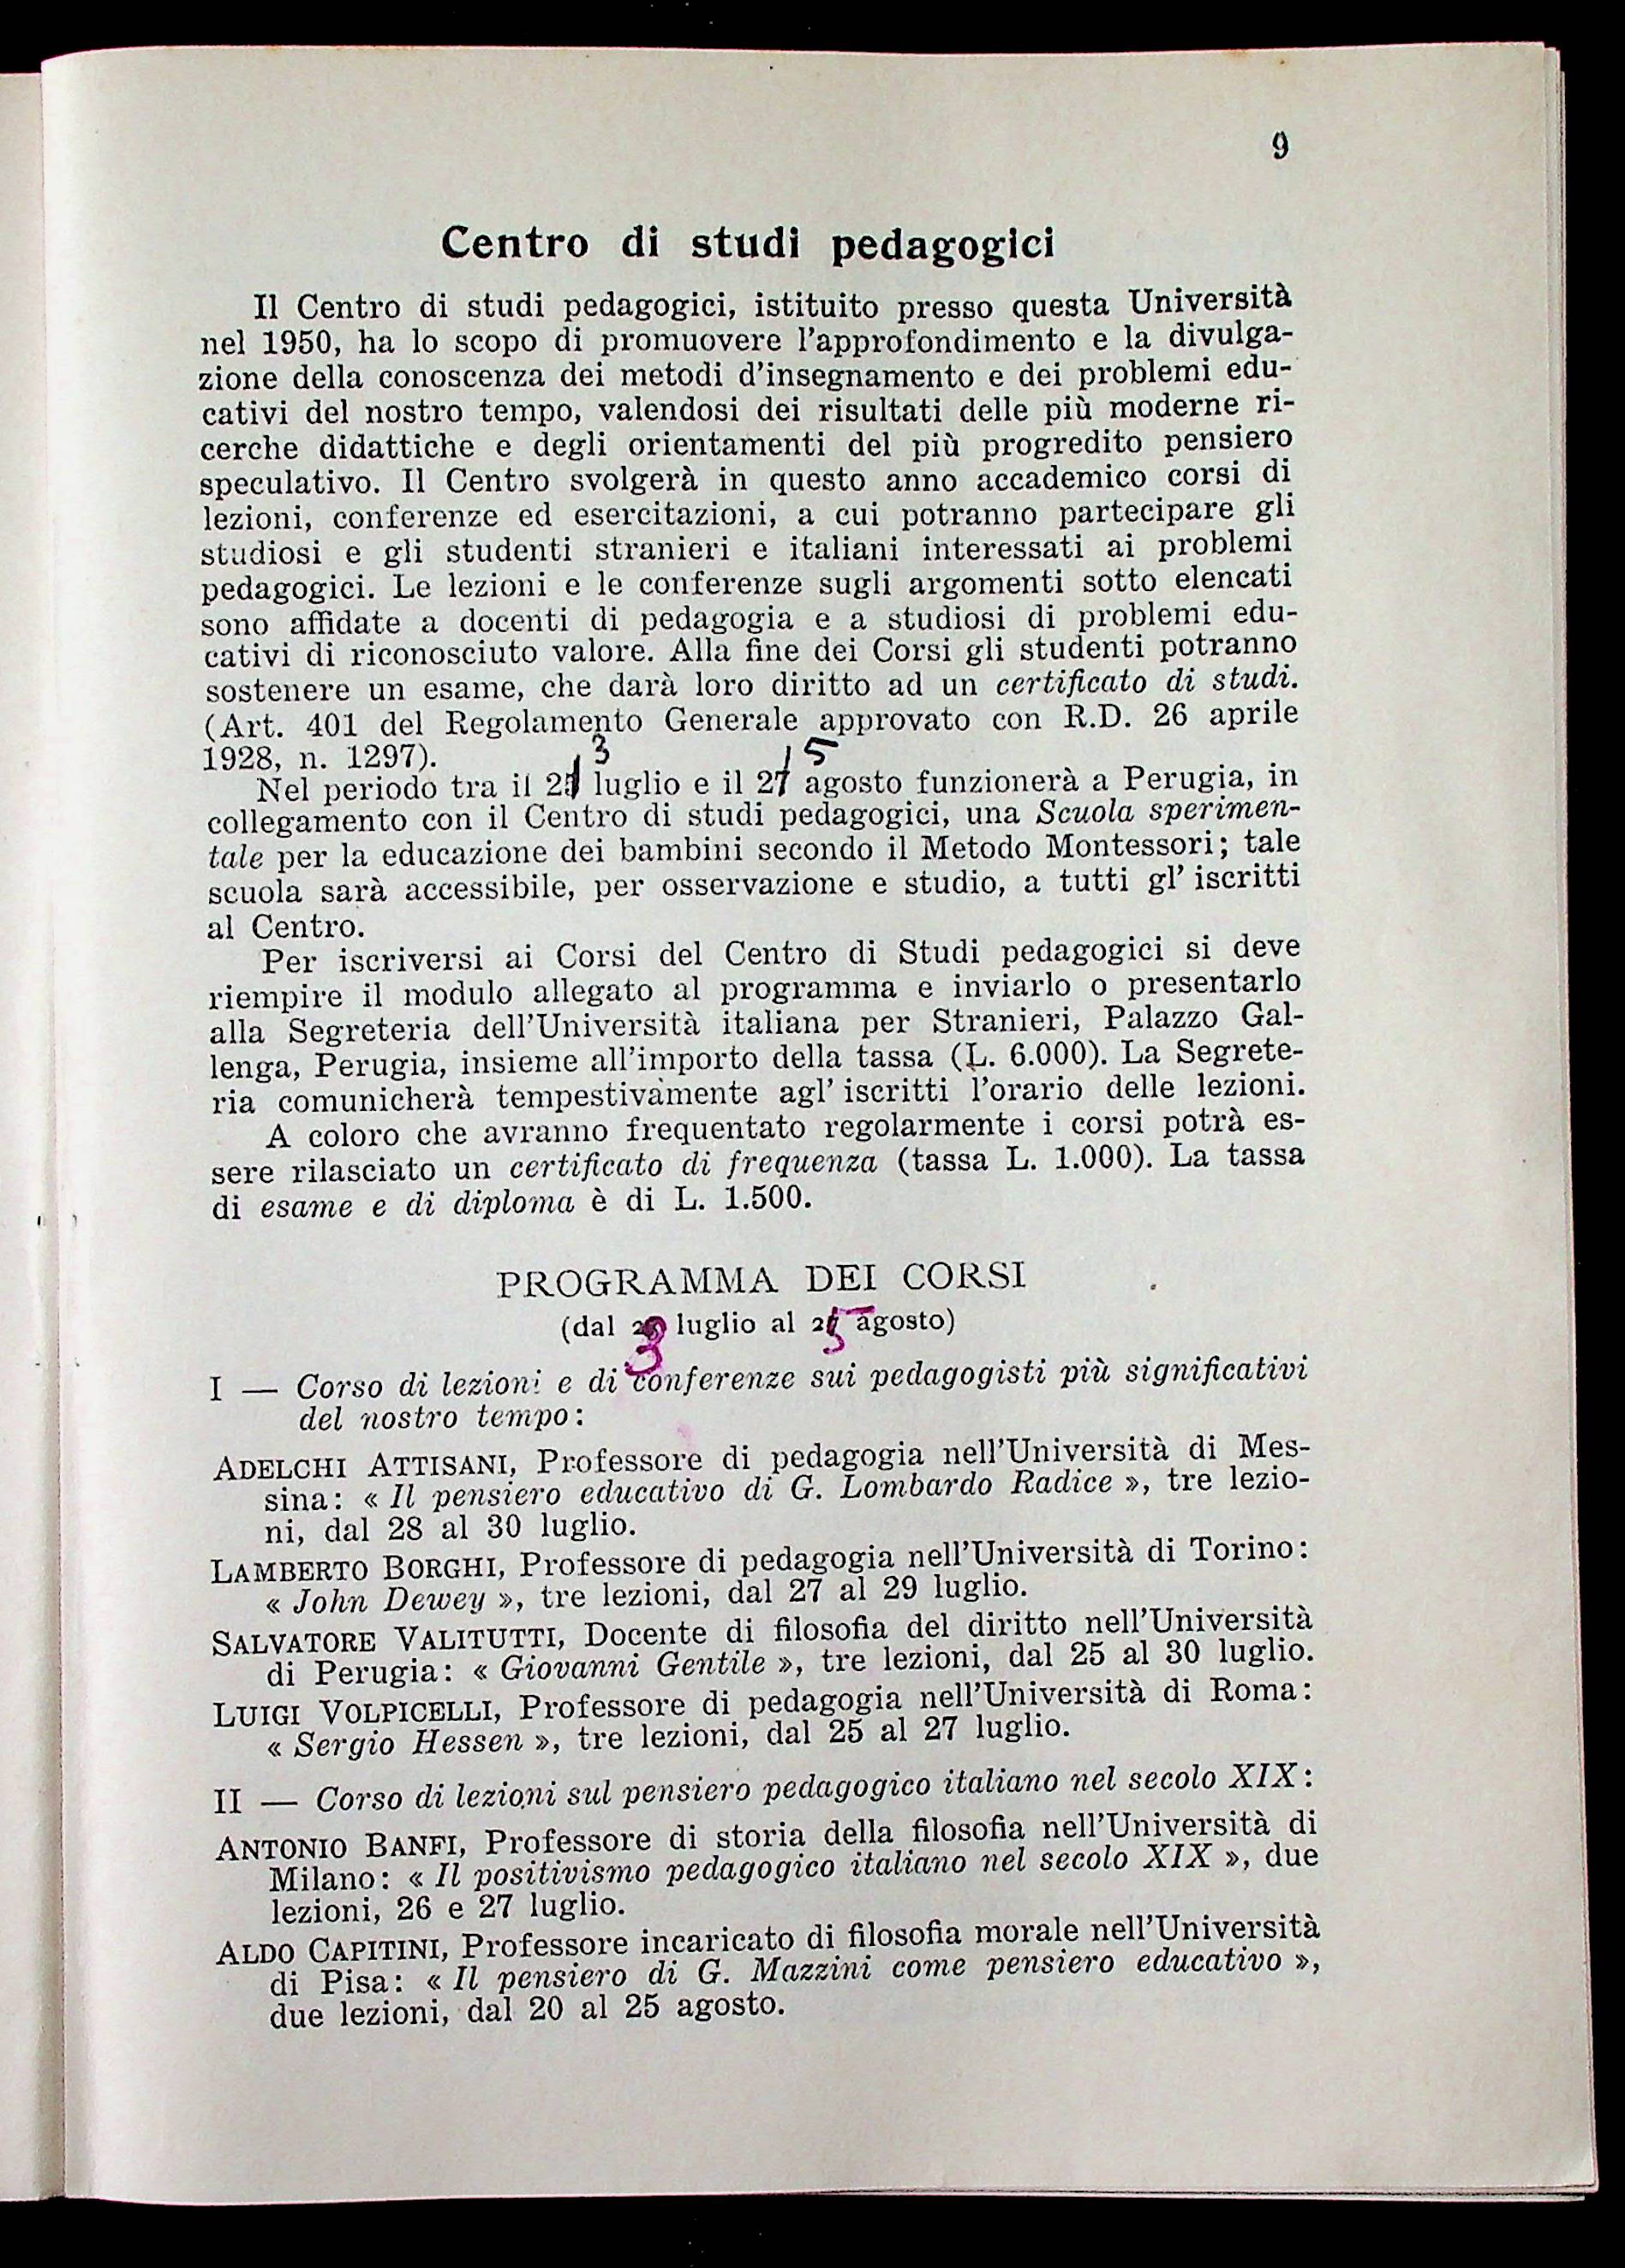 9
Centro di studi pedagogici
Il Centro di studi pedagogici, istituito presso questa Università
nel 1950, ha lo scopo di promuovere l'approfondimento e la divulga-
zione della conoscenza dei metodi d'insegnamento e dei problemi edu-
cativi del nostro tempo, valendosi dei risultati delle più moderne ri-
cerche didattiche e degli orientamenti del più progredito pensiero
speculativo. Il Centro svolgerà in questo anno accademico corsi di
lezioni, conferenze ed esercitazioni, a cui potranno partecipare gli
studiosi e gli studenti stranieri e italiani interessati ai problemi
pedagogici. Le lezioni e le conferenze sugli argomenti sotto elencati
sono affidate a docenti di pedagogia e a studiosi di problemi edu-
cativi di riconosciuto valore. Alla fine dei Corsi gli studenti potranno
sostenere un esame, che darà loro diritto ad un certificato di studi.
(Art. 401 del Regolamento Generale approvato con R.D. 26 aprile
1928, n. 1297).
3 5
Nel periodo tra il luglio e il 27 agosto funzionerà a Perugia, in
collegamento con il Centro di studi pedagogici, una Scuola sperimen-
tale per la educazione dei bambini secondo il Metodo Montessori; tale
scuola sarà accessibile, per osservazione e studio, a tutti gl' iscritti
al Centro.
Per iscriversi ai Corsi del Centro di Studi pedagogici si deve
riempire il modulo allegato al programma e inviarlo o presentarlo
alla Segreteria dell'Università italiana per Stranieri, Palazzo Gal-
lenga, Perugia, insieme all'importo della tassa (L. 6.000). La Segrete-
ria comunicherà tempestivamente agl' iscritti l'orario delle lezioni.
A coloro che avranno frequentato regolarmente i corsi potrà es-
sere rilasciato un certificato di frequenza (tassa L. 1.000). La tassa
di esame e di diploma è di L. 1.500.
PROGRAMMA DEI CORSI
(dal 3 luglio al 5 agosto)
I — Corso di lezioni e di conferenze sui pedagogisti più significativi
del nostro tempo:
ADELCHI ATTISANI, Professore di pedagogia nell'Università di Mes-
sina: « Il pensiero educativo di G. Lombardo Radice », tre lezio-
ni, dal 28 al 30 luglio.
LAMBERTO BORGHI, Professore di pedagogia nell'Università di Torino:
« John Dewey », tre lezioni, dal 27 al 29 luglio.
SALVATORE VALITUTTI, Docente di filosofia del diritto nell'Università
di Perugia: « Giovanni Gentile », tre lezioni, dal 25 al 30 luglio.
LUIGI VOLPICELLI, Professore di pedagogia nell'Università di Roma:
« Sergio Hessen », tre lezioni, dal 25 al 27 luglio.
II — Corso di lezioni sul pensiero pedagogico italiano nel secolo XIX:
ANTONIO BANFI, Professore di storia della filosofia nell'Università di
Milano: « Il positivismo pedagogico italiano nel secolo XIX », due
lezioni, 26 e 27 luglio.
ALDO CAPITINI, Professore incaricato di filosofia morale nell'Università
di Pisa: « Il pensiero di G. Mazzini come pensiero educativo »,
due lezioni, dal 20 al 25 agosto.